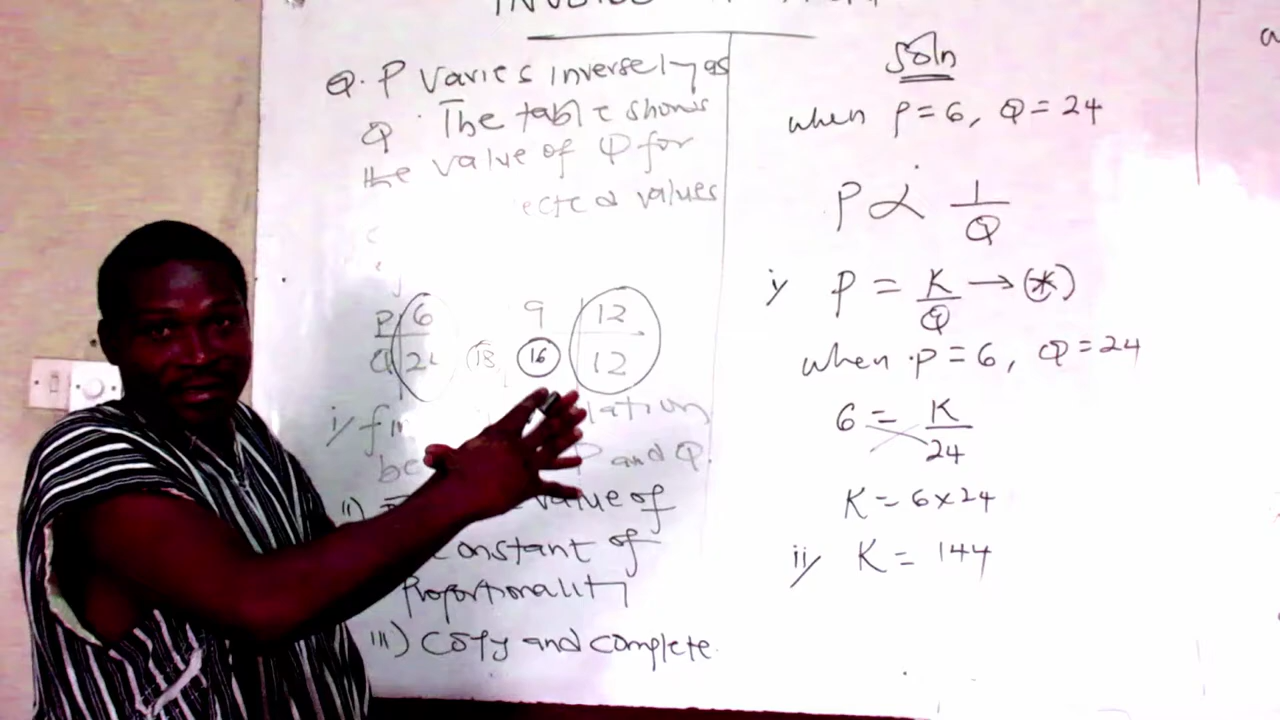 Q. P varies inversely as
Q. The table shows
the value of Q for
values
P 6 9 12
Q 24 18 16 12
i) 
P and Q.
ii) value of
constant of
Proportionality
iii) Copy and complete.
Soln
when P = 6, Q = 24
P ∝ 1/Q
i) P = K/Q → (*)
when P = 6, Q = 24
6 = K/24
K = 6 × 24
ii) K = 144